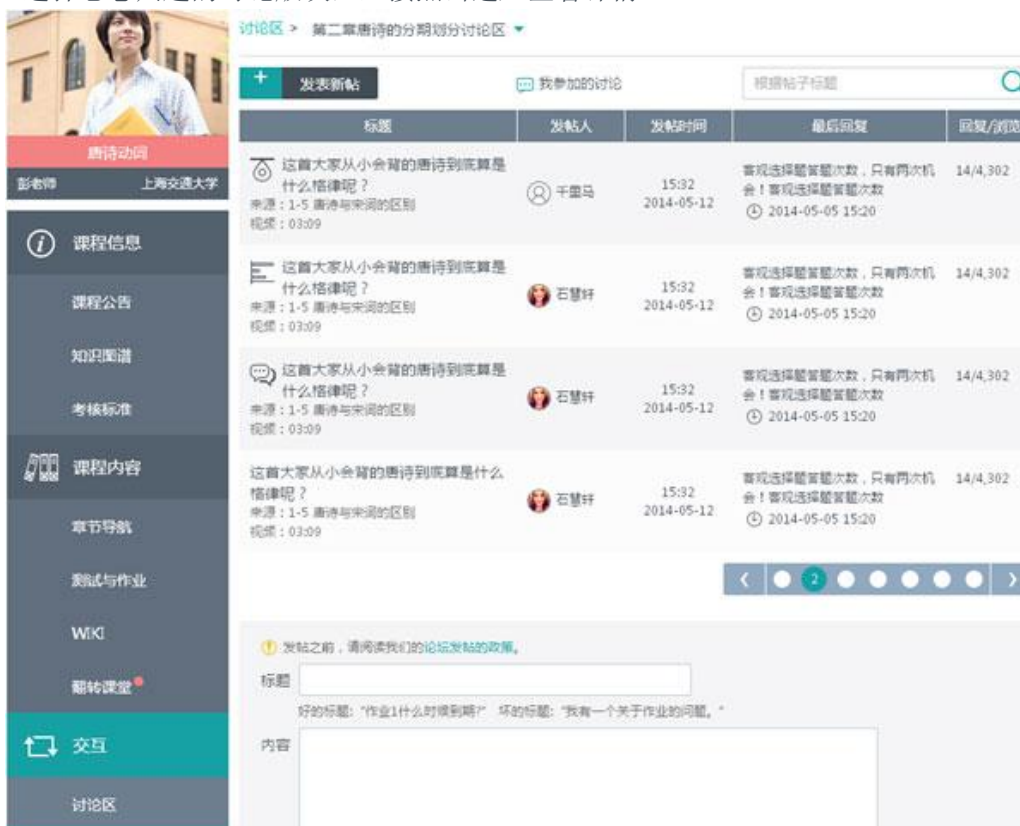 讨论区 > 第二章唐诗的分期划分讨论区
+ 发表新帖
我参加的讨论
根据帖子标题
标题 发帖人 发帖时间 最后回复 回复/浏览
唐诗动词
彭老师 上海交通大学
这首大家从小会背的唐诗到底算是
什么格律呢？
来源：1-5 唐诗与宋词的区别
视频：03:09
千里马
15:32
2014-05-12
客观选择题答题次数，只有两次机
会！客观选择题答题次数
2014-05-05 15:20
14/4,302
这首大家从小会背的唐诗到底算是
什么格律呢？
来源：1-5 唐诗与宋词的区别
视频：03:09
石慧轩
15:32
2014-05-12
客观选择题答题次数，只有两次机
会！客观选择题答题次数
2014-05-05 15:20
14/4,302
这首大家从小会背的唐诗到底算是
什么格律呢？
来源：1-5 唐诗与宋词的区别
视频：03:09
石慧轩
15:32
2014-05-12
客观选择题答题次数，只有两次机
会！客观选择题答题次数
2014-05-05 15:20
14/4,302
这首大家从小会背的唐诗到底算是什么
格律呢？
来源：1-5 唐诗与宋词的区别
视频：03:09
石慧轩
15:32
2014-05-12
客观选择题答题次数，只有两次机
会！客观选择题答题次数
2014-05-05 15:20
14/4,302
2
课程信息
课程公告
知识图谱
考核标准
课程内容
章节导航
测试与作业
WIKI
翻转课堂
交互
讨论区
发帖之前，请阅读我们的论坛发帖的政策。
标题
好的标题: "作业1什么时候到期?" 坏的标题: "我有一个关于作业的问题。"
内容